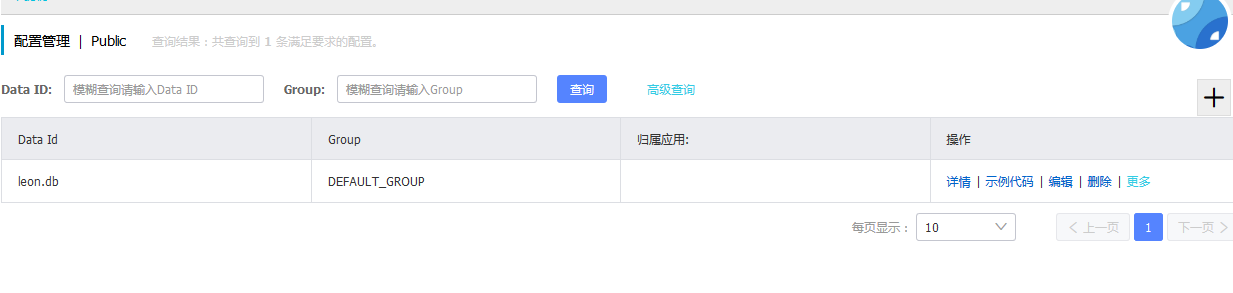 配置管理 | Public 查询结果：共查询到 1 条满足要求的配置。
Data ID: 模糊查询请输入Data ID Group: 模糊查询请输入Group 查询 高级查询
Data Id Group 归属应用: 操作
leon.db DEFAULT_GROUP 详情 | 示例代码 | 编辑 | 删除 | 更多
每页显示： 10 上一页 1 下一页